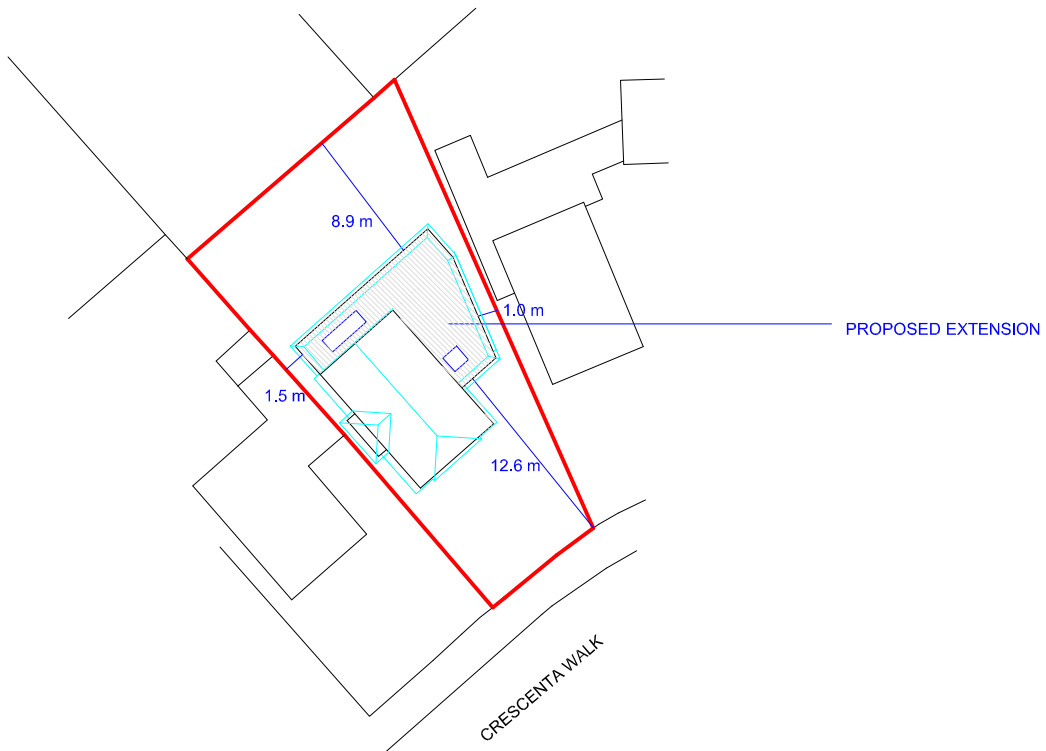 8.9 m
1.0 m
PROPOSED EXTENSION
1.5 m
12.6 m
CRESCENTA WALK